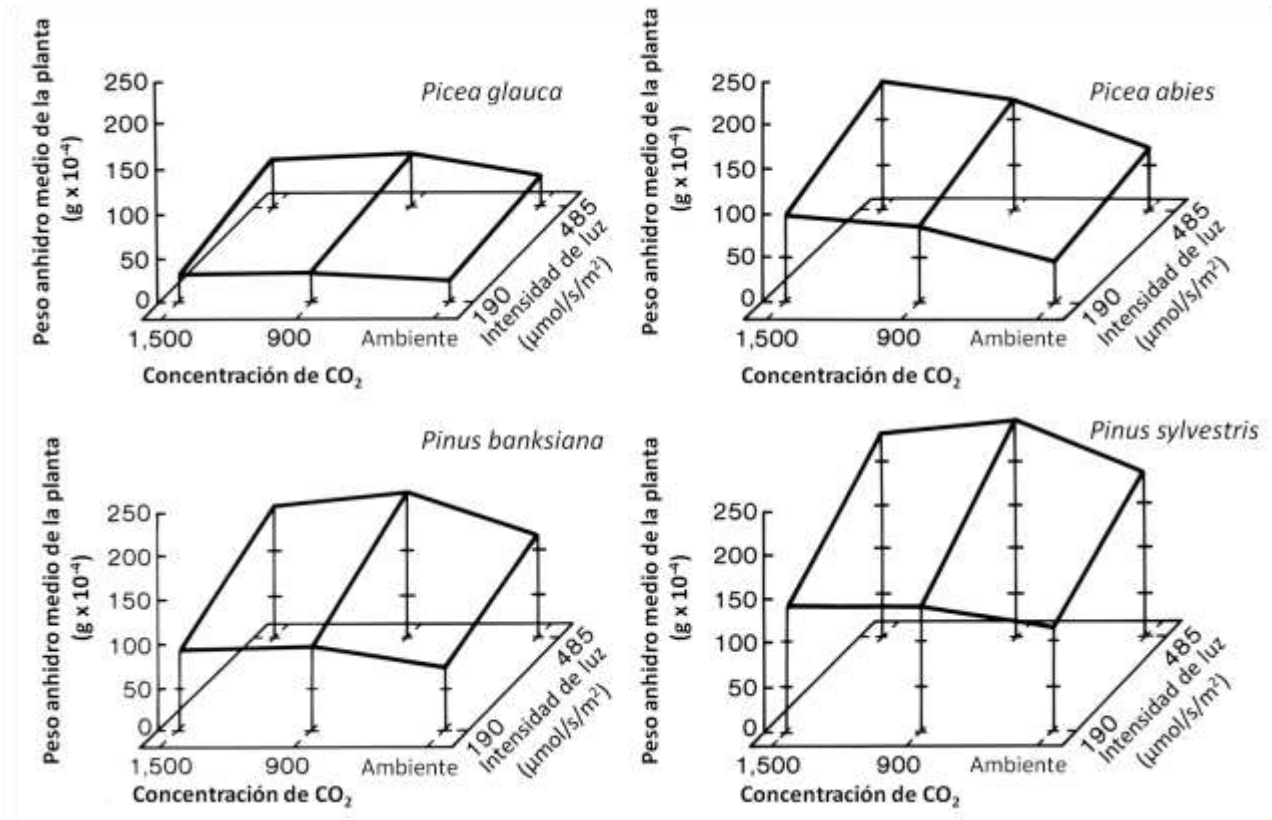 Picea glauca
Peso anhidro medio de la planta
(g x 10⁻⁴)
250
200
150
100
50
0
1,500
900
Ambiente
190
485
Intensidad de luz
(µmol/s/m²)
Concentración de CO₂
Picea abies
Peso anhidro medio de la planta
(g x 10⁻⁴)
250
200
150
100
50
0
1,500
900
Ambiente
190
485
Intensidad de luz
(µmol/s/m²)
Concentración de CO₂
Pinus banksiana
Peso anhidro medio de la planta
(g x 10⁻⁴)
250
200
150
100
50
0
1,500
900
Ambiente
190
485
Intensidad de luz
(µmol/s/m²)
Concentración de CO₂
Pinus sylvestris
Peso anhidro medio de la planta
(g x 10⁻⁴)
250
200
150
100
50
0
1,500
900
Ambiente
190
485
Intensidad de luz
(µmol/s/m²)
Concentración de CO₂